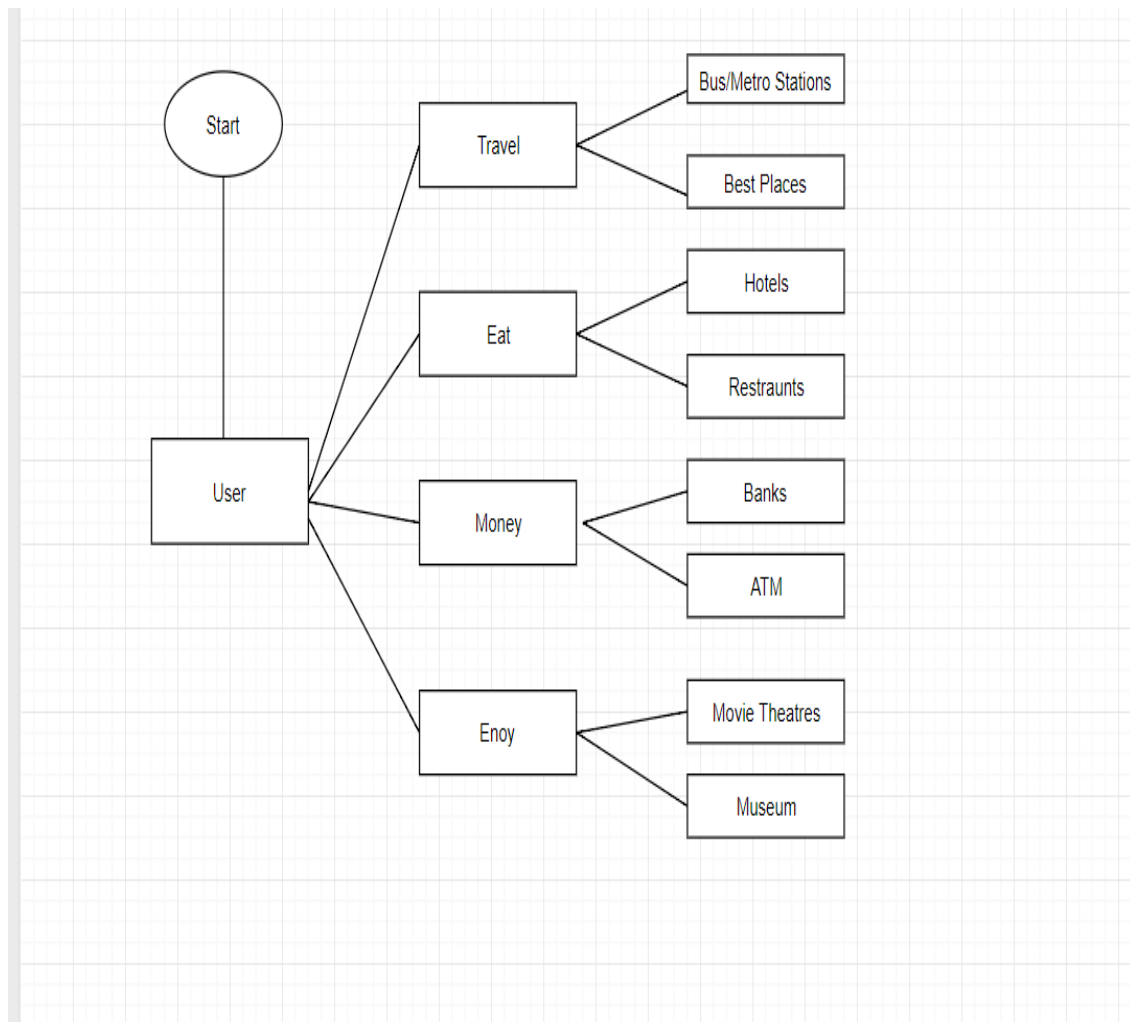 Start
User
Travel
Bus/Metro Stations
Best Places
Eat
Hotels
Restraunts
Money
Banks
ATM
Enoy
Movie Theatres
Museum